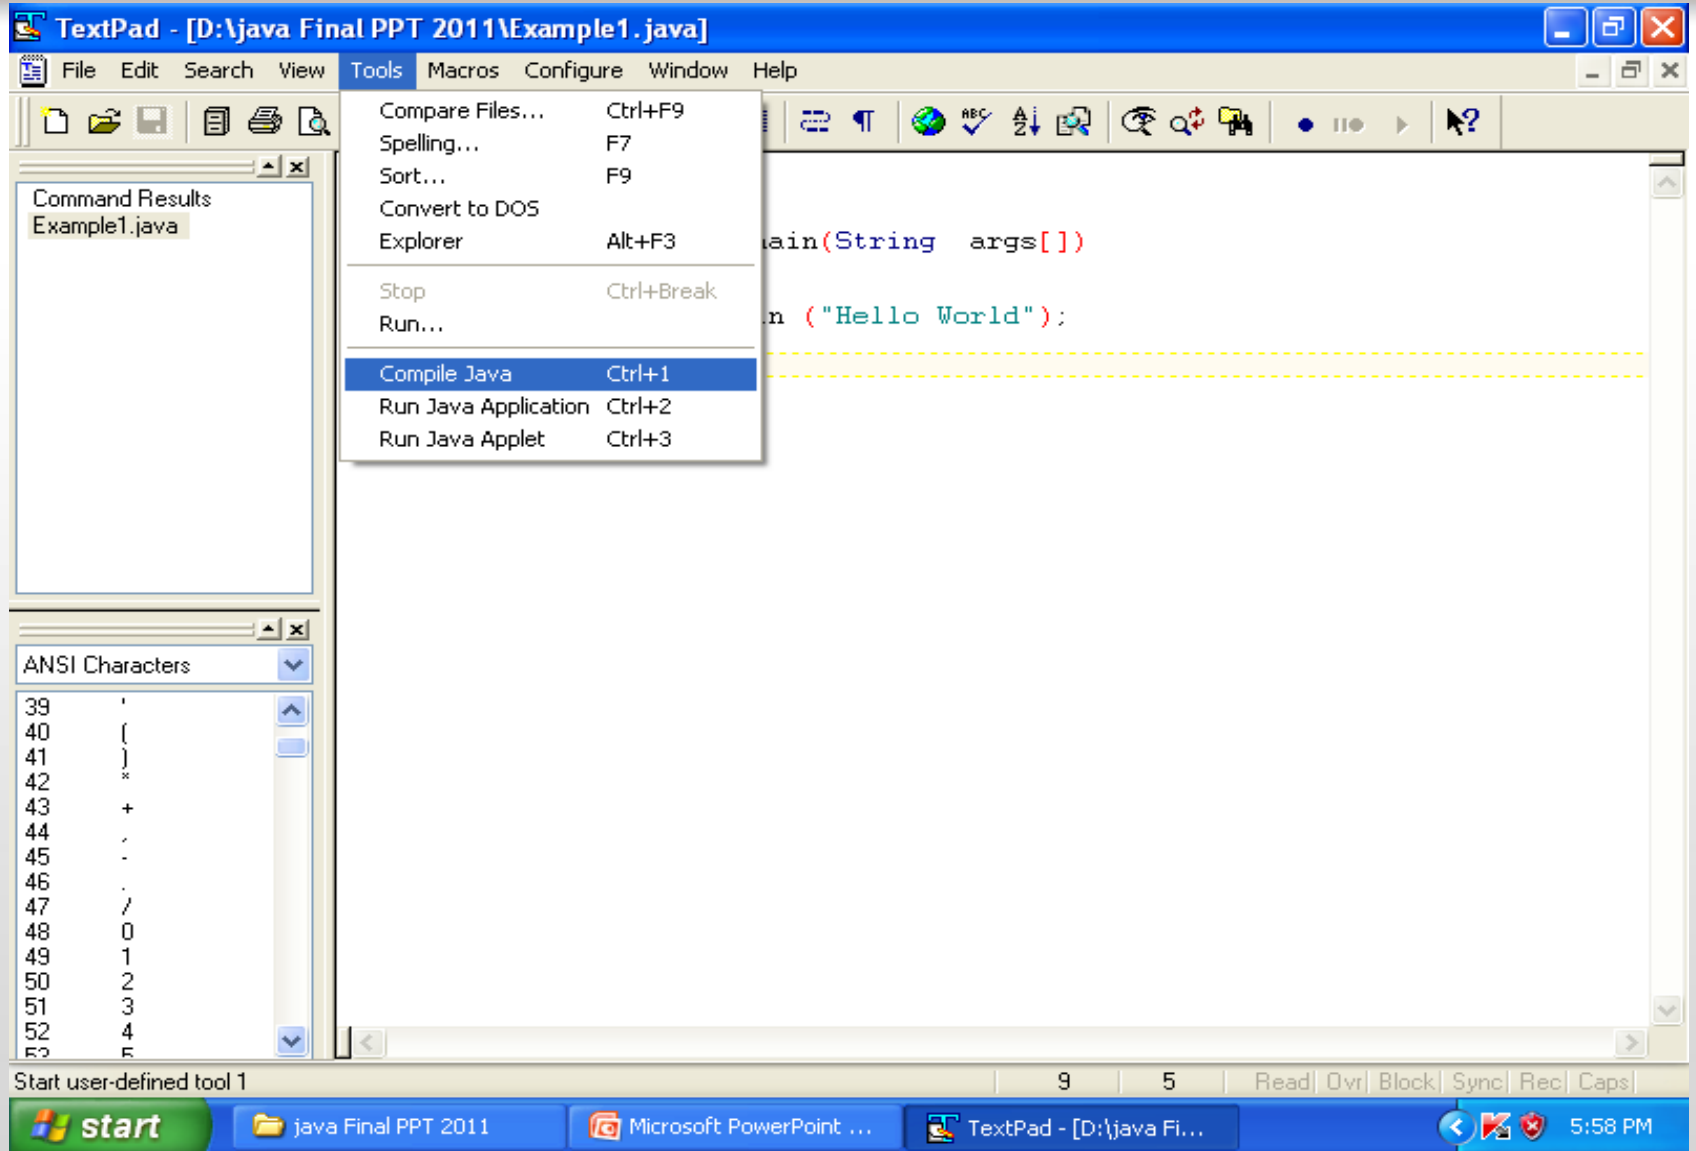 TextPad - [D:\java Final PPT 2011\Example1.java]
File Edit Search View Tools Macros Configure Window Help
Compare Files... Ctrl+F9
Spelling... F7
Sort... F9
Convert to DOS
Explorer Alt+F3
Stop Ctrl+Break
Run...
Compile Java Ctrl+1
Run Java Application Ctrl+2
Run Java Applet Ctrl+3
Command Results
Example1.java
ain(String args[])
n ("Hello World");
ANSI Characters
39 '
40 (
41 )
42 *
43 +
44 ,
45 -
46 .
47 /
48 0
49 1
50 2
51 3
52 4
53 5
Start user-defined tool 1 9 5 Read Ovr Block Sync Rec Caps
start java Final PPT 2011 Microsoft PowerPoint ... TextPad - [D:\java Fi... 5:58 PM